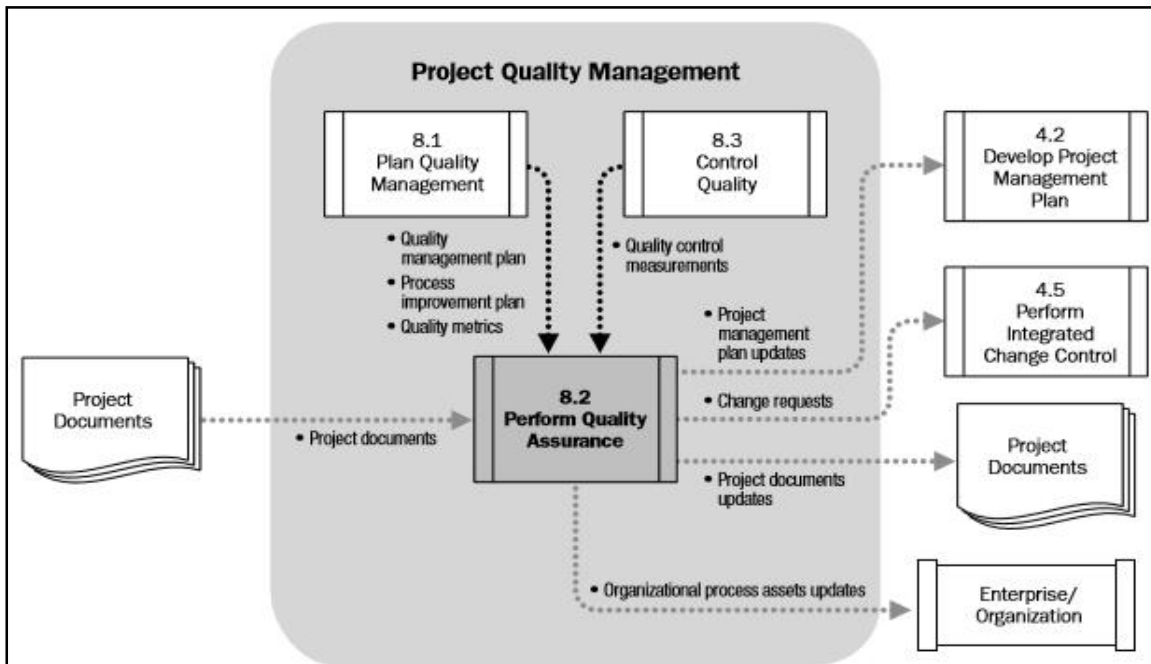 Project Quality Management
8.1
Plan Quality
Management
8.3
Control
Quality
4.2
Develop Project
Management
Plan
• Quality
management plan
• Process
improvement plan
• Quality metrics
• Quality control
measurements
• Project
management
plan updates
4.5
Perform
Integrated
Change Control
Project
Documents
• Project documents
8.2
Perform Quality
Assurance
• Change requests
• Project documents
updates
Project
Documents
• Organizational process assets updates
Enterprise/
Organization